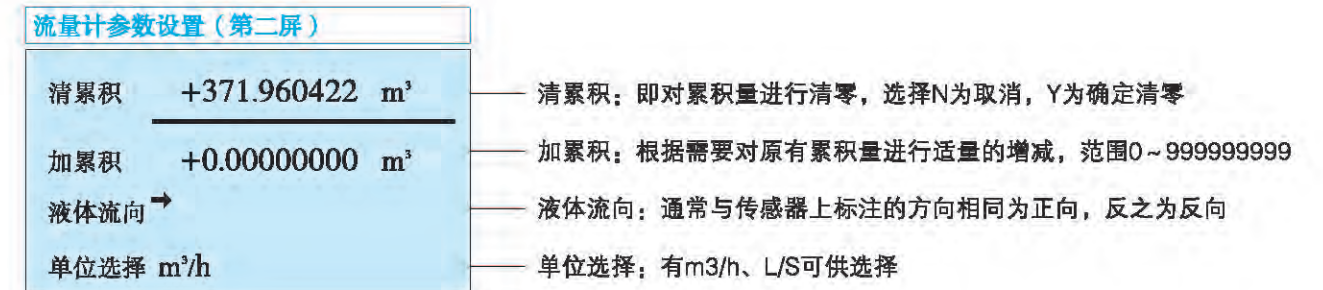 流量计参数设置（第二屏）
清累积 +371.960422 m³
清累积：即对累积量进行清零，选择N为取消，Y为确定清零
加累积 +0.00000000 m³
加累积：根据需要对原有累积量进行适量的增减，范围0~999999999
液体流向➞
液体流向：通常与传感器上标注的方向相同为正向，反之为反向
单位选择 m³/h
单位选择：有m3/h、L/S可供选择